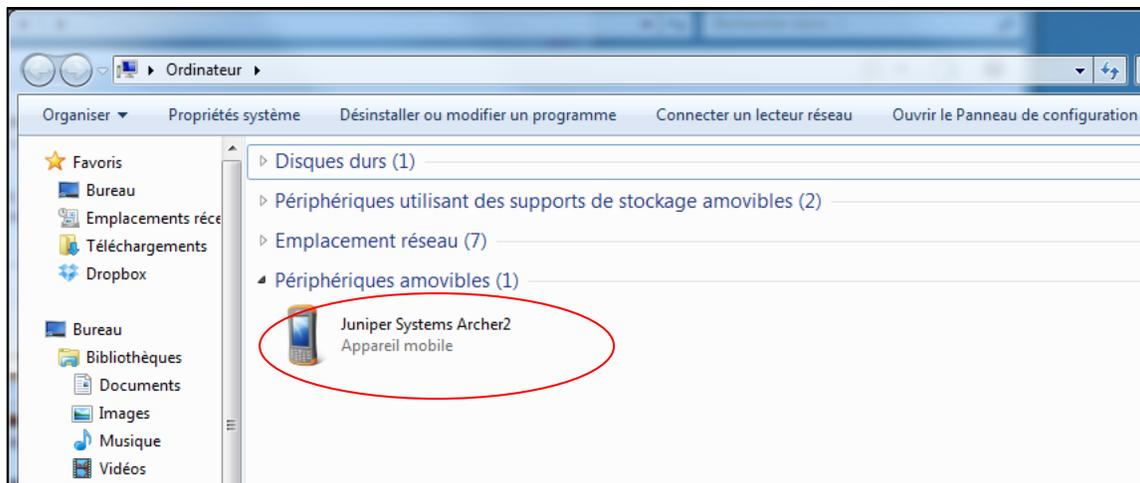 Ordinateur
Organiser Propriétés système Désinstaller ou modifier un programme Connecter un lecteur réseau Ouvrir le Panneau de configuration
Favoris
Bureau
Emplacements réce
Téléchargements
Dropbox
Bureau
Bibliothèques
Documents
Images
Musique
Vidéos
Disques durs (1)
Périphériques utilisant des supports de stockage amovibles (2)
Emplacement réseau (7)
Périphériques amovibles (1)
Juniper Systems Archer2
Appareil mobile